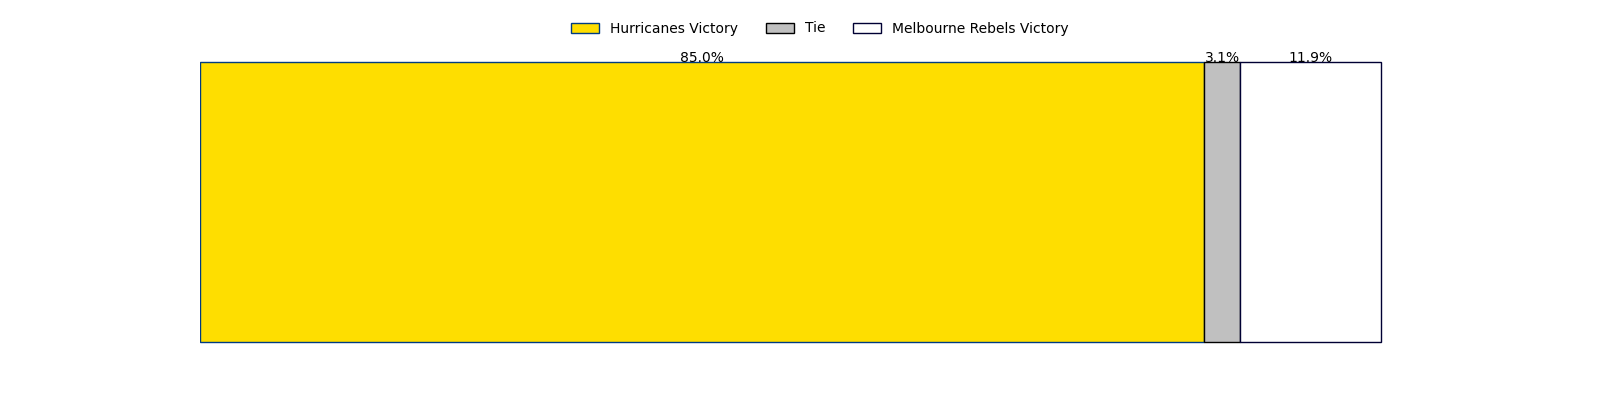 Hurricanes Victory Tie Melbourne Rebels Victory
85.0% 3.1% 11.9%